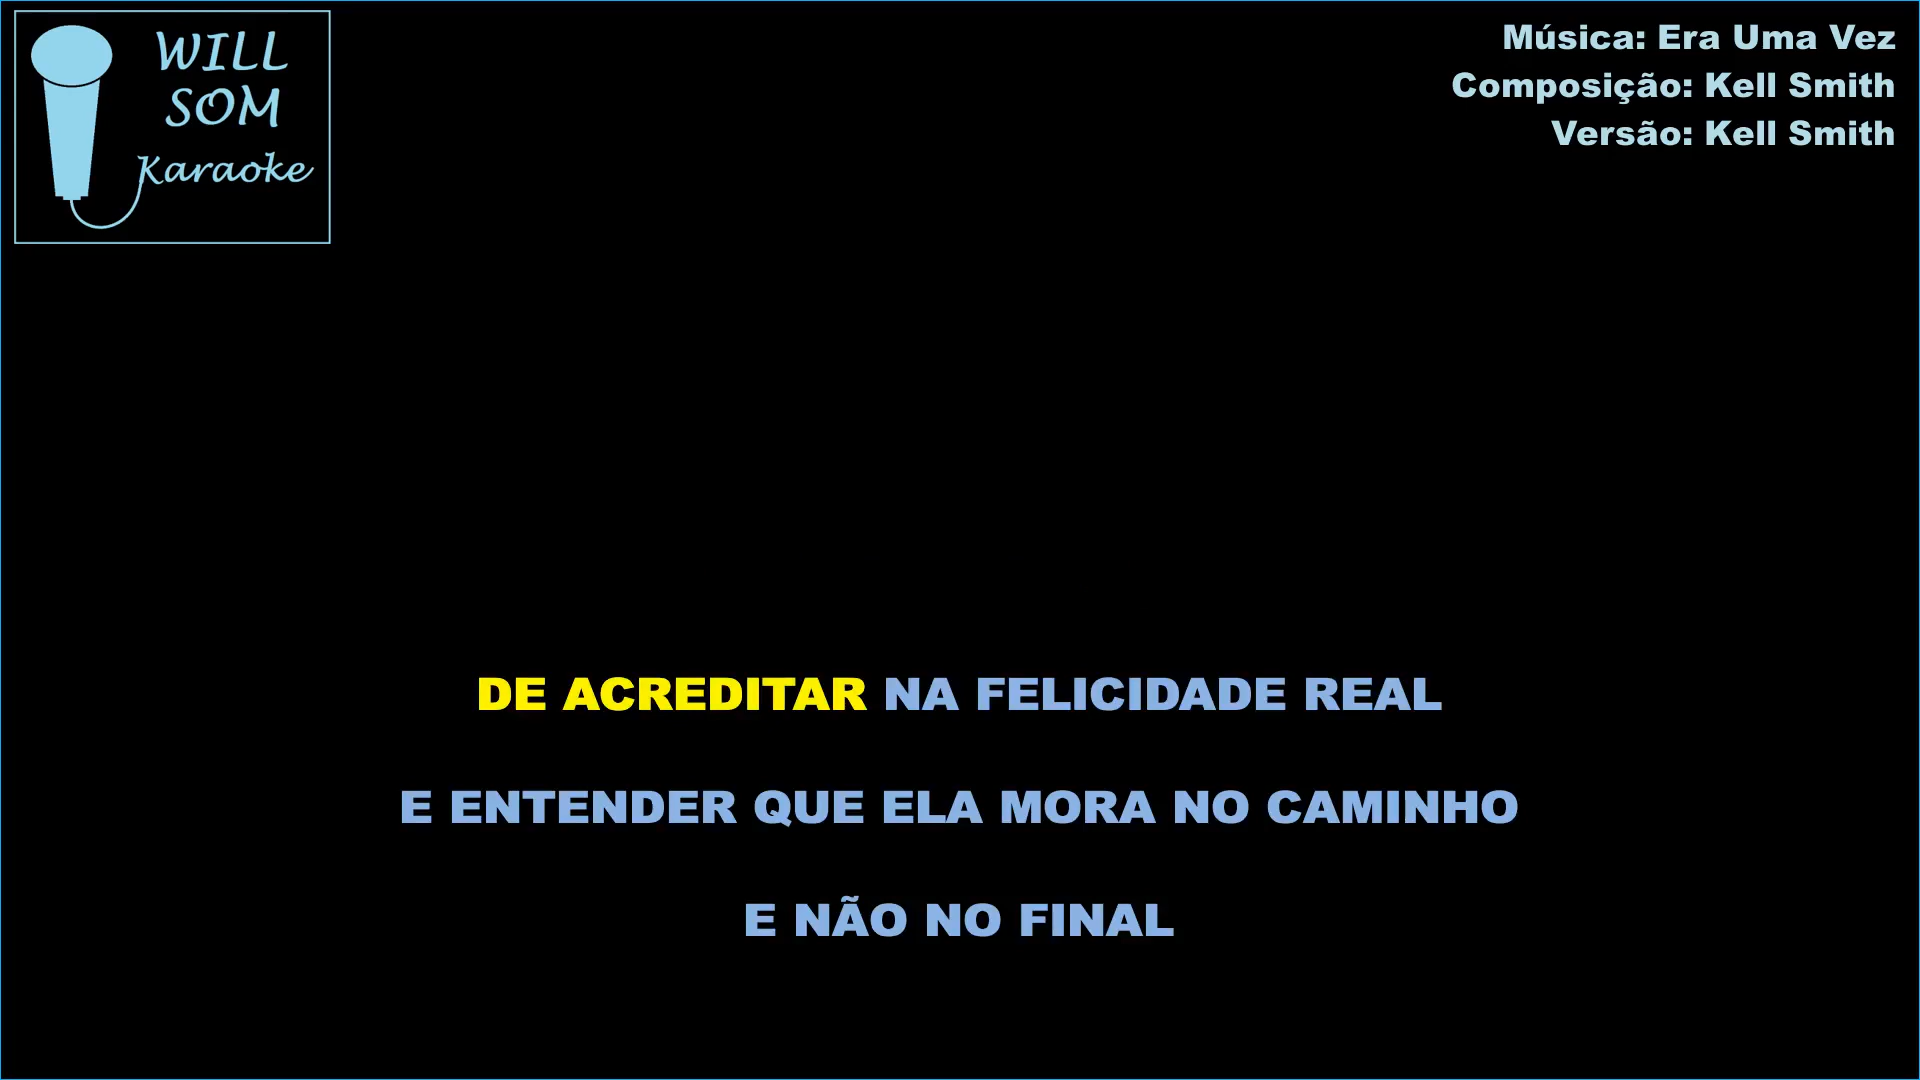 WILL
SOM
Karaoke
Música: Era Uma Vez
Composição: Kell Smith
Versão: Kell Smith
DE ACREDITAR NA FELICIDADE REAL
E ENTENDER QUE ELA MORA NO CAMINHO
E NÃO NO FINAL